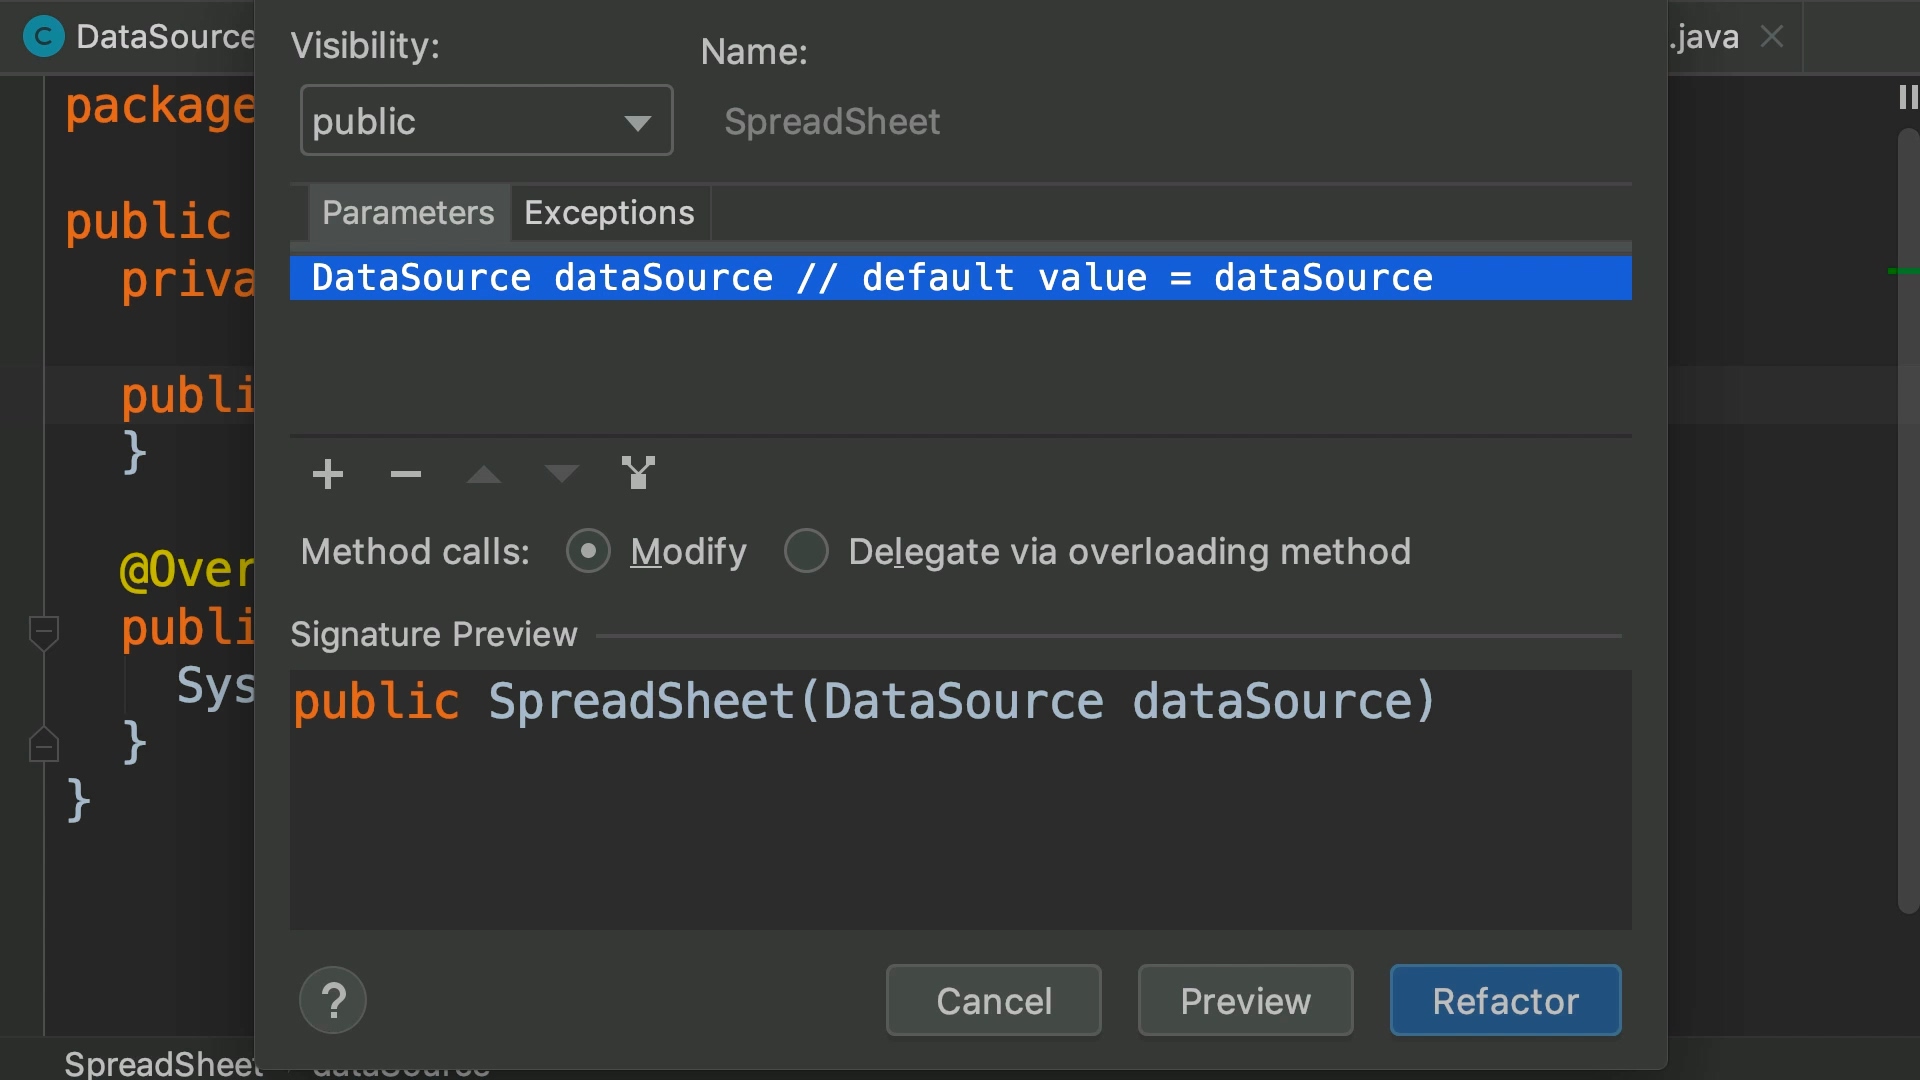 DataSource
.java
package
public
priva
publi
}
@Over
publi
Sys
}
}
Visibility:
Name:
public
SpreadSheet
Parameters
Exceptions
DataSource dataSource // default value = dataSource
Method calls:
Modify
Delegate via overloading method
Signature Preview
public SpreadSheet(DataSource dataSource)
?
Cancel
Preview
Refactor
SpreadSheet
dataSource